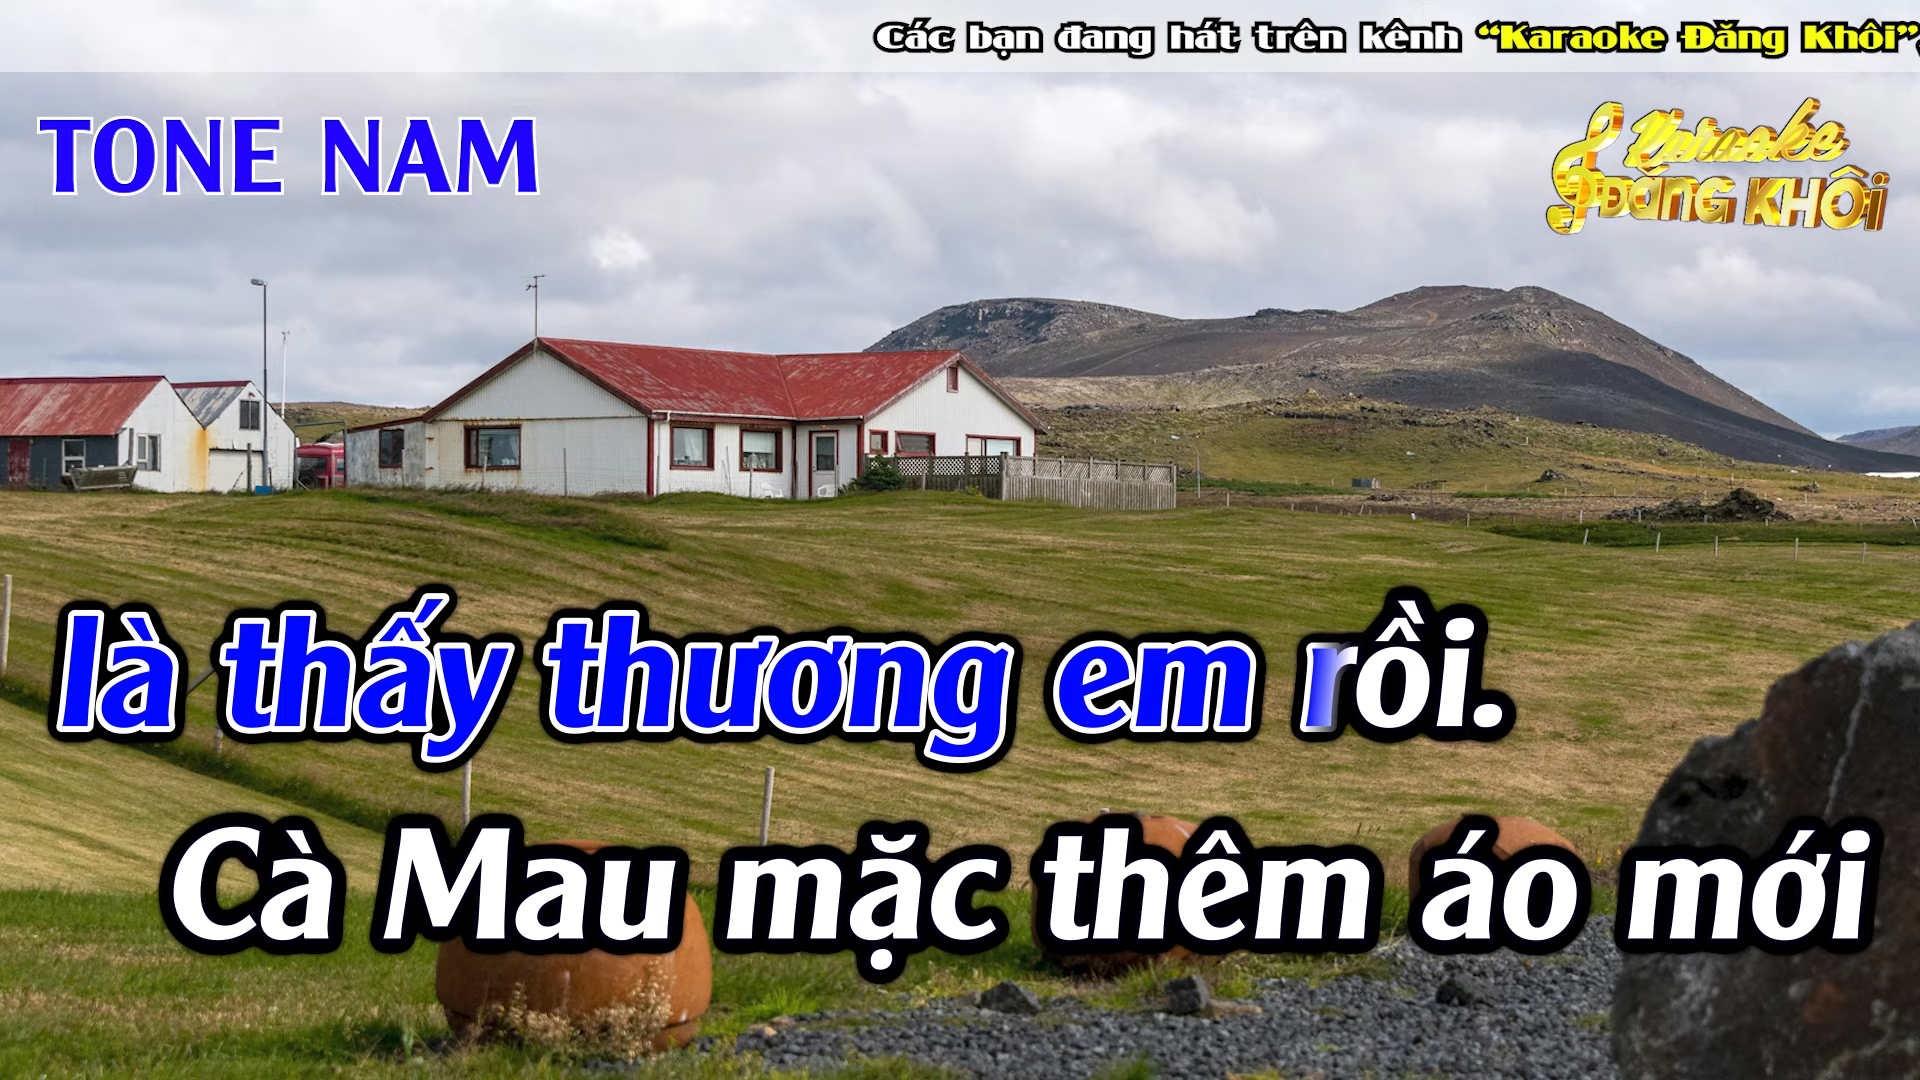 Các bạn đang hát trên kênh “Karaoke Đăng Khôi”.
TONE NAM
Karaoke
ĐĂNG KHÔI
là thấy thương em rồi.
Cà Mau mặc thêm áo mới